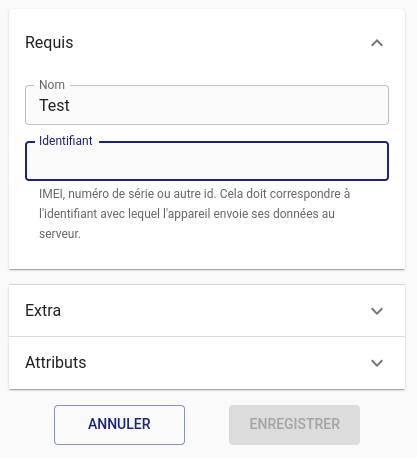 Requis
Nom
Test
Identifiant
IMEI, numéro de série ou autre id. Cela doit correspondre à
l'identifiant avec lequel l'appareil envoie ses données au
serveur.
Extra
Attributs
ANNULER
ENREGISTRER